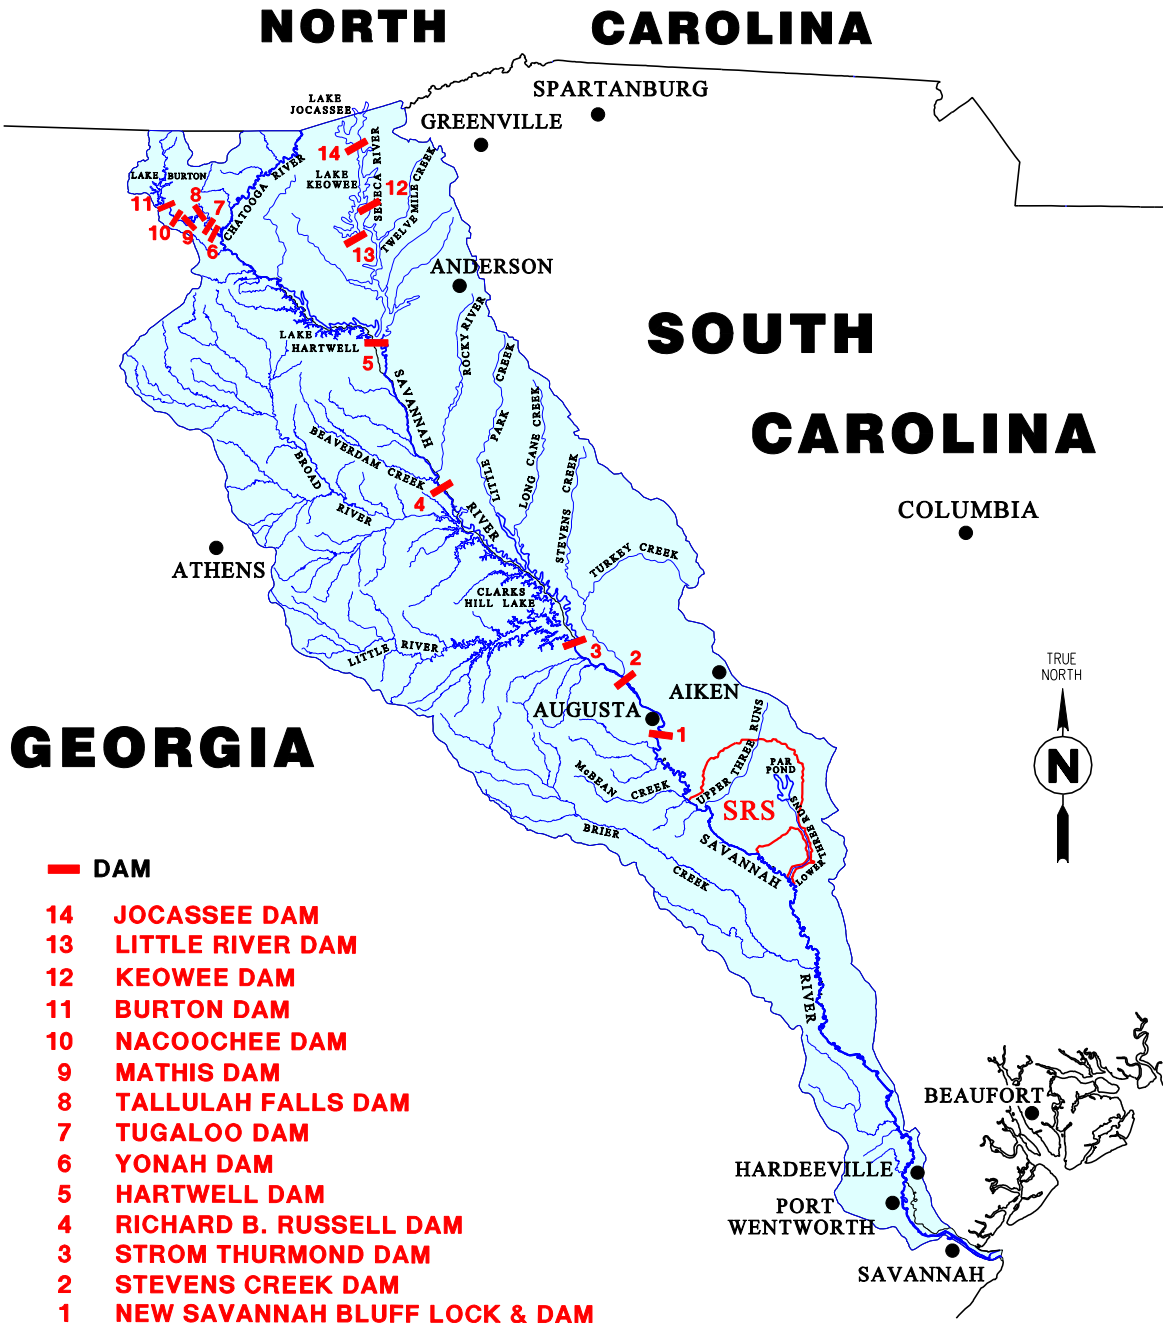 NORTH CAROLINA
SPARTANBURG
GREENVILLE
LAKE
JOCASSEE
14
SENECA RIVER
LAKE
KEOWEE
12
TWELVE MILE CREEK
13
LAKE BURTON
CHATOOGA RIVER
11
10
9
8
7
6
ANDERSON
SOUTH
CAROLINA
LAKE
HARTWELL
5
ROCKY RIVER
SAVANNAH
RIVER
LITTLE PARK CREEK
LONG CANE CREEK
STEVENS CREEK
BEAVERDAM CREEK
BROAD
RIVER
4
COLUMBIA
ATHENS
TURKEY CREEK
CLARKS
HILL LAKE
LITTLE RIVER
3
2
AIKEN
AUGUSTA
1
TRUE
NORTH
N
GEORGIA
UPPER THREE RUNS
PAR
POND
SRS
LOWER THREE RUNS
McBEAN CREEK
BRIER
CREEK
SAVANNAH
RIVER
BEAUFORT
HARDEEVILLE
PORT
WENTWORTH
SAVANNAH
DAM
14 JOCASSEE DAM
13 LITTLE RIVER DAM
12 KEOWEE DAM
11 BURTON DAM
10 NACOOCHEE DAM
9 MATHIS DAM
8 TALLULAH FALLS DAM
7 TUGALOO DAM
6 YONAH DAM
5 HARTWELL DAM
4 RICHARD B. RUSSELL DAM
3 STROM THURMOND DAM
2 STEVENS CREEK DAM
1 NEW SAVANNAH BLUFF LOCK & DAM